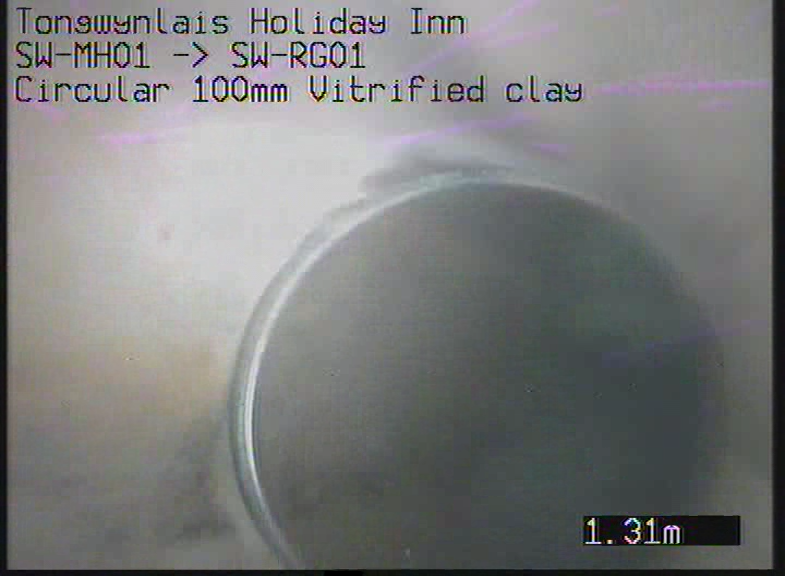 Tongwynlais Holiday Inn
SW-MH01 -> SW-RG01
Circular 100mm Vitrified clay
1.31m